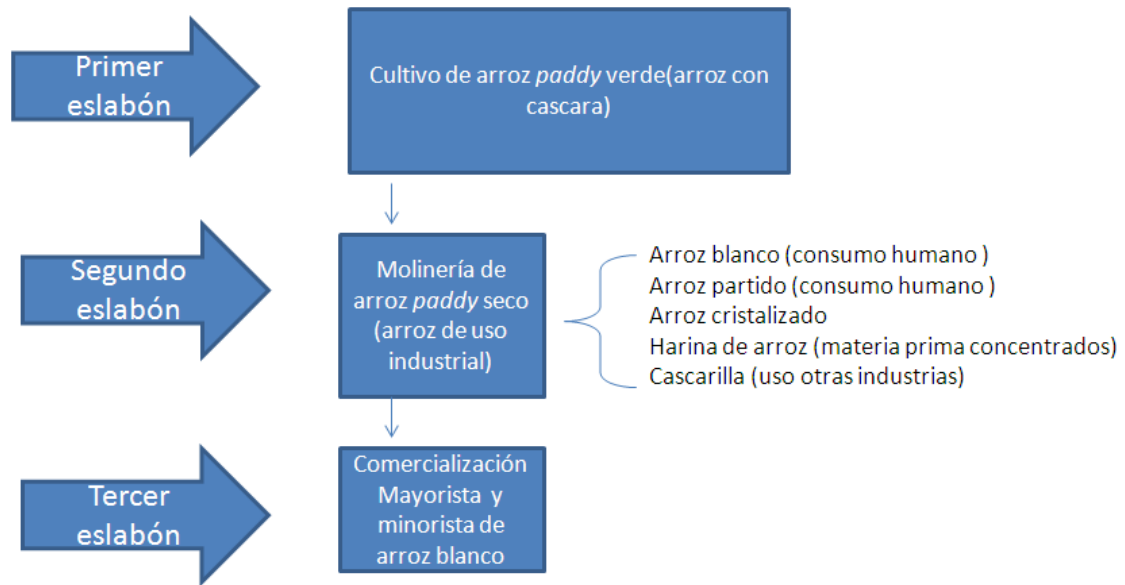 Primer
eslabón
Cultivo de arroz paddy verde(arroz con
cascara)
Segundo
eslabón
Molinería de
arroz paddy seco
(arroz de uso
industrial)
Arroz blanco (consumo humano )
Arroz partido (consumo humano )
Arroz cristalizado
Harina de arroz (materia prima concentrados)
Cascarilla (uso otras industrias)
Tercer
eslabón
Comercialización
Mayorista y
minorista de
arroz blanco